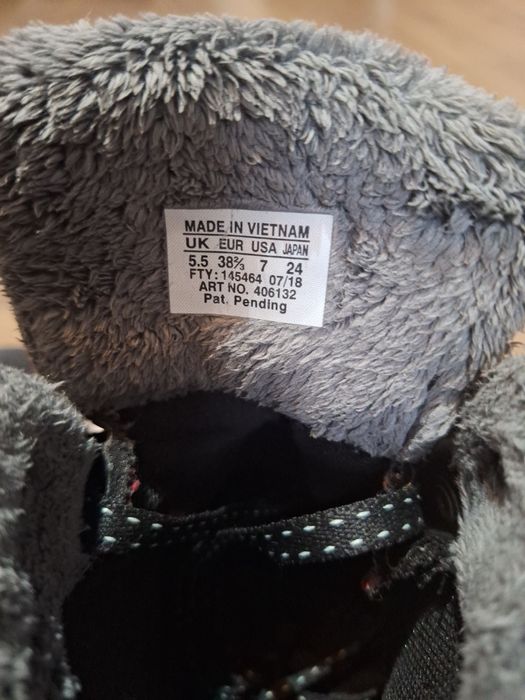 MADE IN VIETNAM
UK EUR USA JAPAN
5.5 38⅔ 7 24
FTY: 145464 07/18
ART NO. 406132
Pat. Pending